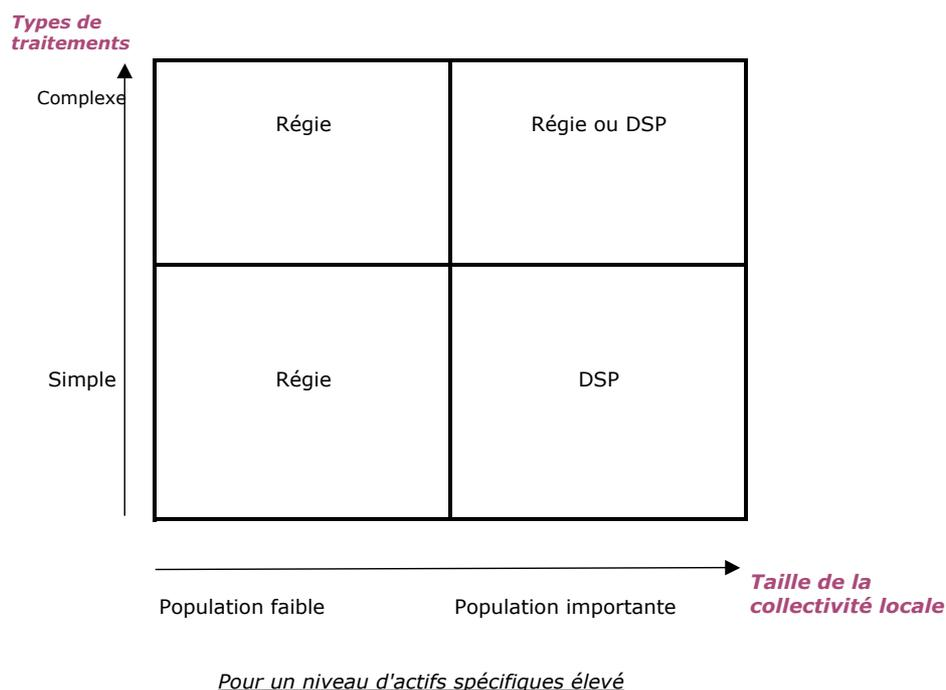 Types de
traitements
Complexe
Régie
Régie ou DSP
Simple
Régie
DSP
Taille de la
collectivité locale
Population faible
Population importante
Pour un niveau d'actifs spécifiques élevé